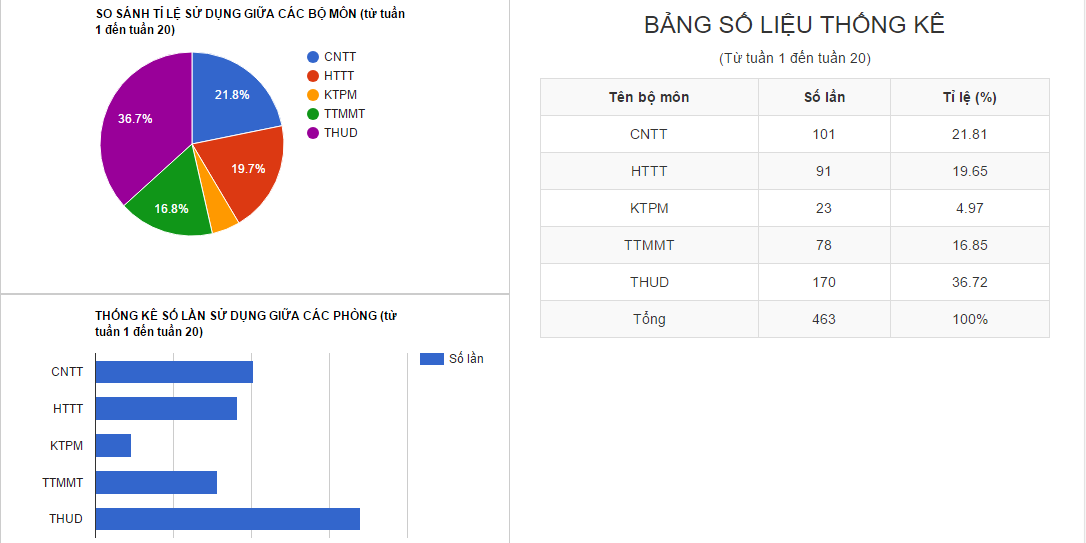 SO SÁNH TỈ LỆ SỬ DỤNG GIỮA CÁC BỘ MÔN (từ tuần
1 đến tuần 20)
CNTT
HTTT
KTPM
TTMMT
THUD
21.8%
19.7%
16.8%
36.7%
THỐNG KÊ SỐ LẦN SỬ DỤNG GIỮA CÁC PHÒNG (từ
tuần 1 đến tuần 20)
Số lần
CNTT
HTTT
KTPM
TTMMT
THUD
BẢNG SỐ LIỆU THỐNG KÊ
(Từ tuần 1 đến tuần 20)
Tên bộ môn Số lần Tỉ lệ (%)
CNTT 101 21.81
HTTT 91 19.65
KTPM 23 4.97
TTMMT 78 16.85
THUD 170 36.72
Tổng 463 100%